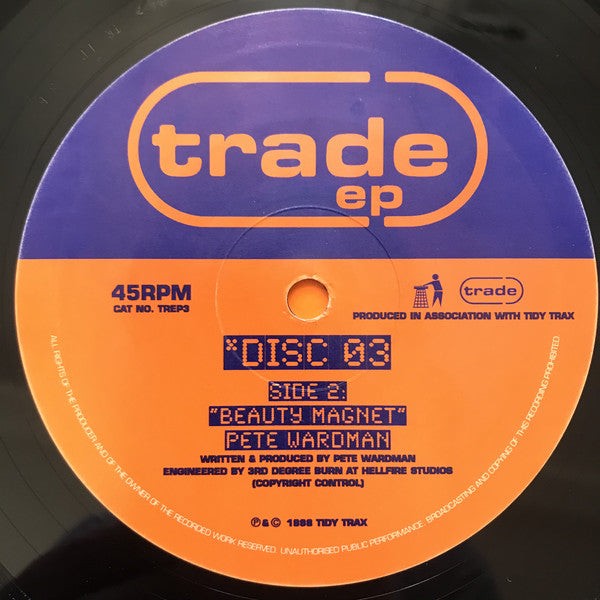 trade
ep
45RPM
CAT NO. TREP3
trade
PRODUCED IN ASSOCIATION WITH TIDY TRAX
*DISC 03
SIDE 2:
"BEAUTY MAGNET"
PETE WARDMAN
WRITTEN & PRODUCED BY PETE WARDMAN
ENGINEERED BY 3RD DEGREE BURN AT HELLFIRE STUDIOS
(COPYRIGHT CONTROL)
℗ & © 1998 TIDY TRAX
ALL RIGHTS OF THE PRODUCER AND OF THE OWNER OF THE RECORDED WORK RESERVED. UNAUTHORISED PUBLIC PERFORMANCE. BROADCASTING AND COPYING OF THIS RECORDING PROHIBITED.